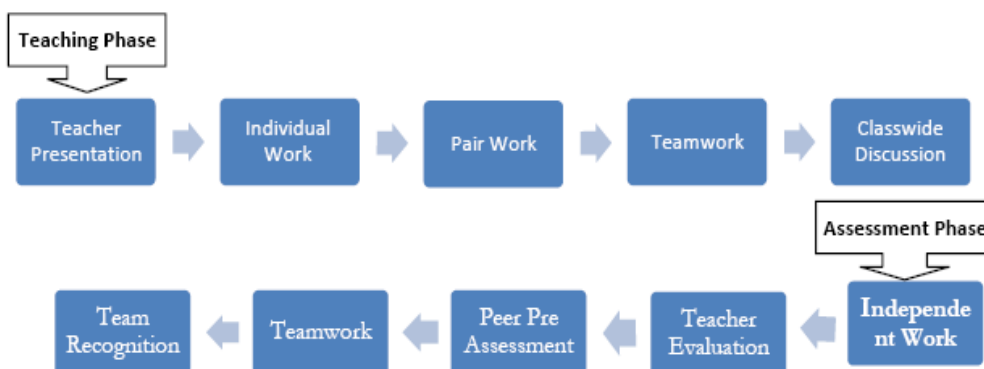 Teaching Phase
Teacher
Presentation
Individual
Work
Pair Work
Teamwork
Classwide
Discussion
Assessment Phase
Team
Recognition
Teamwork
Peer Pre
Assessment
Teacher
Evaluation
Independe
nt Work